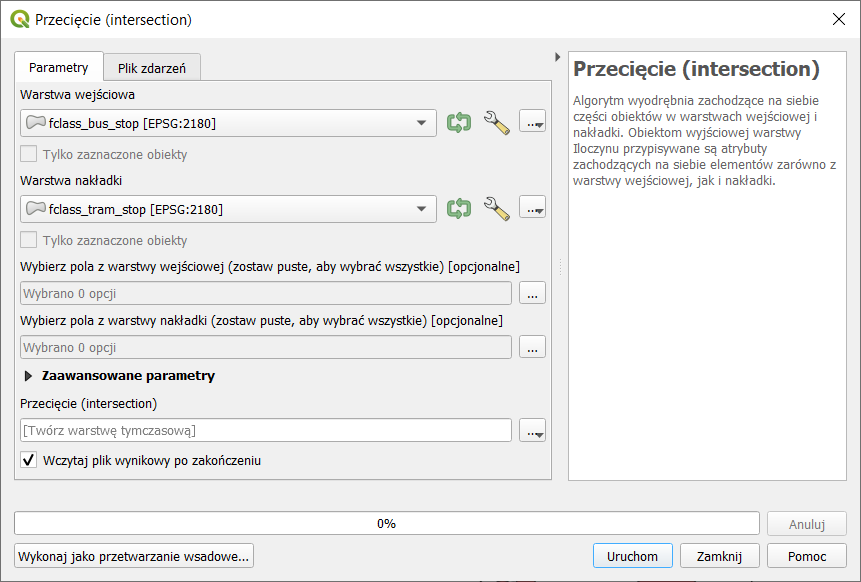 Przecięcie (intersection)
Parametry
Plik zdarzeń
Warstwa wejściowa
fclass_bus_stop [EPSG:2180]
...
Tylko zaznaczone obiekty
Warstwa nakładki
fclass_tram_stop [EPSG:2180]
...
Tylko zaznaczone obiekty
Wybierz pola z warstwy wejściowej (zostaw puste, aby wybrać wszystkie) [opcjonalne]
Wybrano 0 opcji
...
Wybierz pola z warstwy nakładki (zostaw puste, aby wybrać wszystkie) [opcjonalne]
Wybrano 0 opcji
...
Zaawansowane parametry
Przecięcie (intersection)
[Twórz warstwę tymczasową]
...
Wczytaj plik wynikowy po zakończeniu
Przecięcie (intersection)
Algorytm wyodrębnia zachodzące na siebie
części obiektów w warstwach wejściowej i
nakładki. Obiektom wyjściowej warstwy
Iloczynu przypisywane są atrybuty
zachodzących na siebie elementów zarówno z
warstwy wejściowej, jak i nakładki.
0%
Anuluj
Wykonaj jako przetwarzanie wsadowe...
Uruchom
Zamknij
Pomoc